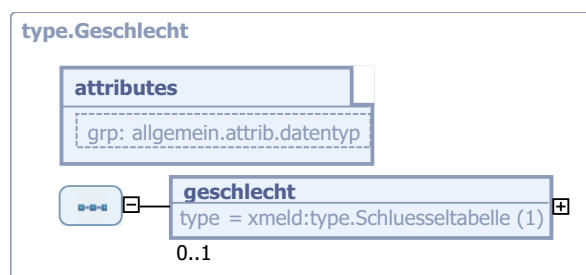 type.Geschlecht
attributes
grp: allgemein.attrib.datentyp
geschlecht
type = xmeld:type.Schluesseltabelle (1)
0..1